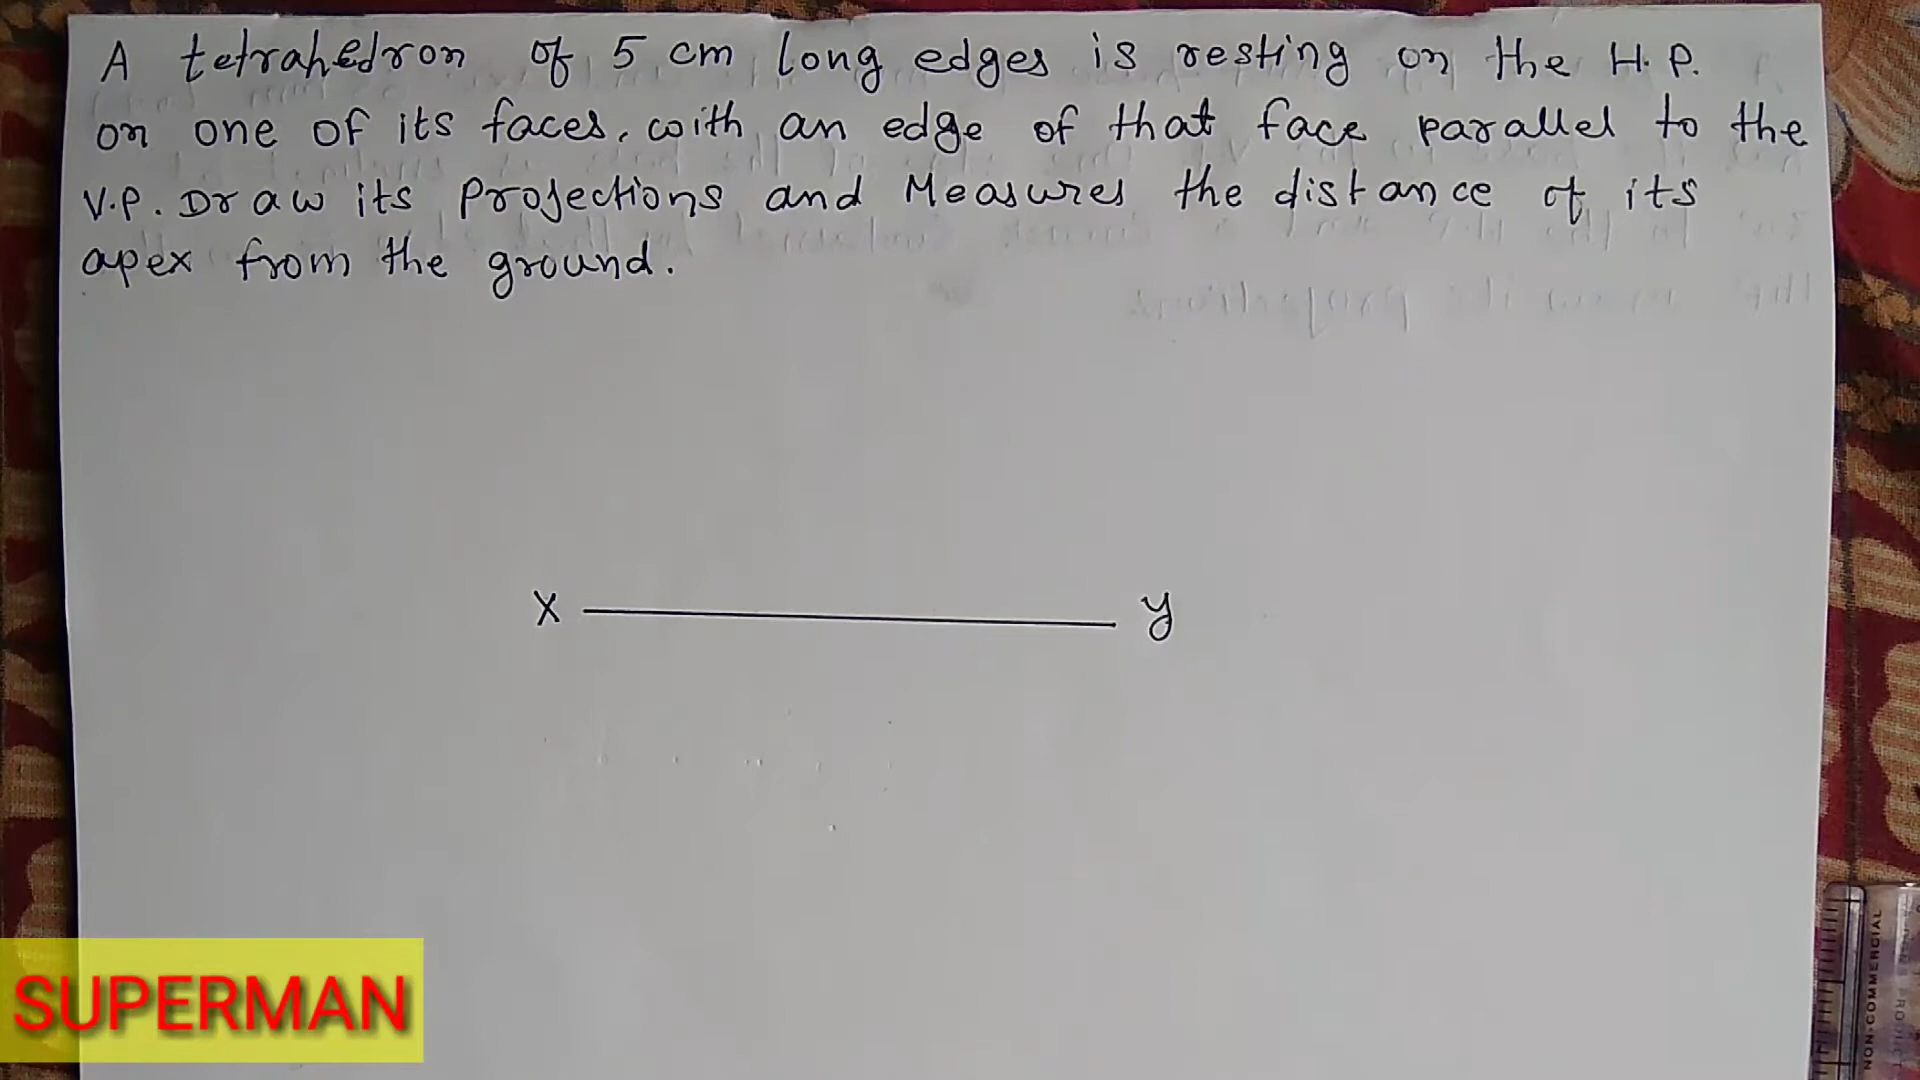 A tetrahedron of 5 cm long edges is resting on the H.P.
on one of its faces, with an edge of that face parallel to the
V.P. Draw its Projections and Measures the distance of its
apex from the ground.
X y
SUPERMAN
NON-COMMERCIAL